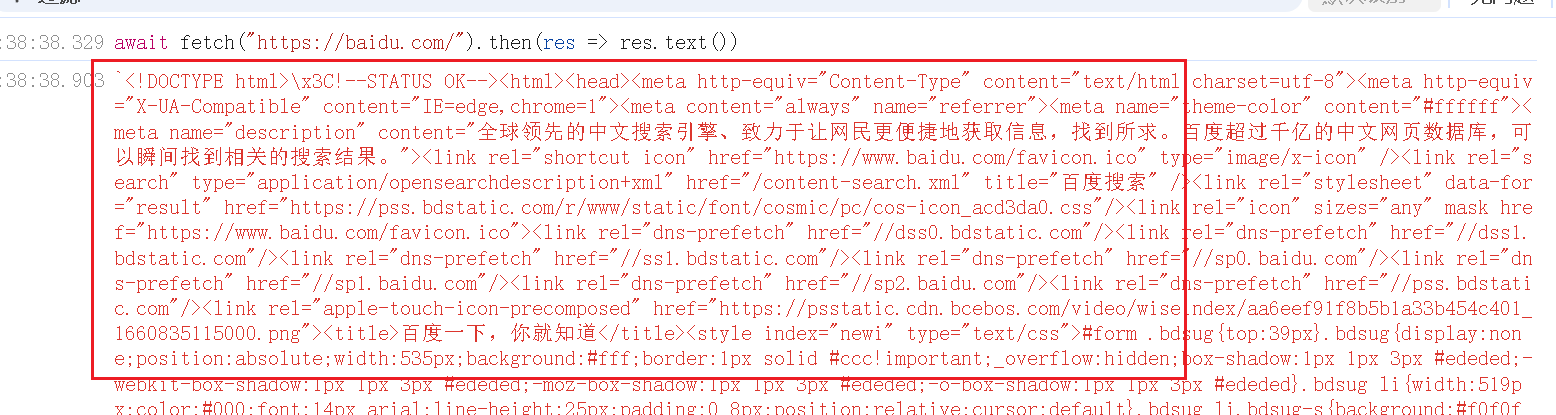 :38:38.329 await fetch("https://baidu.com/").then(res => res.text())
:38:38.903 `<!DOCTYPE html>\x3C!--STATUS OK--><html><head><meta http-equiv="Content-Type" content="text/html charset=utf-8"><meta http-equiv
="X-UA-Compatible" content="IE=edge,chrome=1"><meta content="always" name="referrer"><meta name="theme-color" content="#ffffff"><
meta name="description" content="全球领先的中文搜索引擎、致力于让网民更便捷地获取信息，找到所求。百度超过千亿的中文网页数据库，可
以瞬间找到相关的搜索结果。"><link rel="shortcut icon" href="https://www.baidu.com/favicon.ico" type="image/x-icon" /><link rel="s
earch" type="application/opensearchdescription+xml" href="/content-search.xml" title="百度搜索" /><link rel="stylesheet" data-for
="result" href="https://pss.bdstatic.com/r/www/static/font/cosmic/pc/cos-icon_acd3da0.css"/><link rel="icon" sizes="any" mask hre
f="https://www.baidu.com/favicon.ico"><link rel="dns-prefetch" href="//dss0.bdstatic.com"/><link rel="dns-prefetch" href="//dss1.
bdstatic.com"/><link rel="dns-prefetch" href="//ss1.bdstatic.com"/><link rel="dns-prefetch" href="//sp0.baidu.com"/><link rel="dn
s-prefetch" href="//sp1.baidu.com"/><link rel="dns-prefetch" href="//sp2.baidu.com"/><link rel="dns-prefetch" href="//pss.bdstati
c.com"/><link rel="apple-touch-icon-precomposed" href="https://psstatic.cdn.bcebos.com/video/wiseindex/aa6eef91f8b5b1a33b454c401_
1660835115000.png"><title>百度一下，你就知道</title><style index="newi" type="text/css">#form .bdsug{top:39px}.bdsug{display:non
e;position:absolute;width:535px;background:#fff;border:1px solid #ccc!important;_overflow:hidden;box-shadow:1px 1px 3px #ededed;-
webkit-box-shadow:1px 1px 3px #ededed;-moz-box-shadow:1px 1px 3px #ededed;-o-box-shadow:1px 1px 3px #ededed}.bdsug li{width:519p
x;color:#000;font:14px arial;line-height:25px;padding:0 8px;position:relative;cursor:default}.bdsug li.bdsug-s{background:#f0f0f